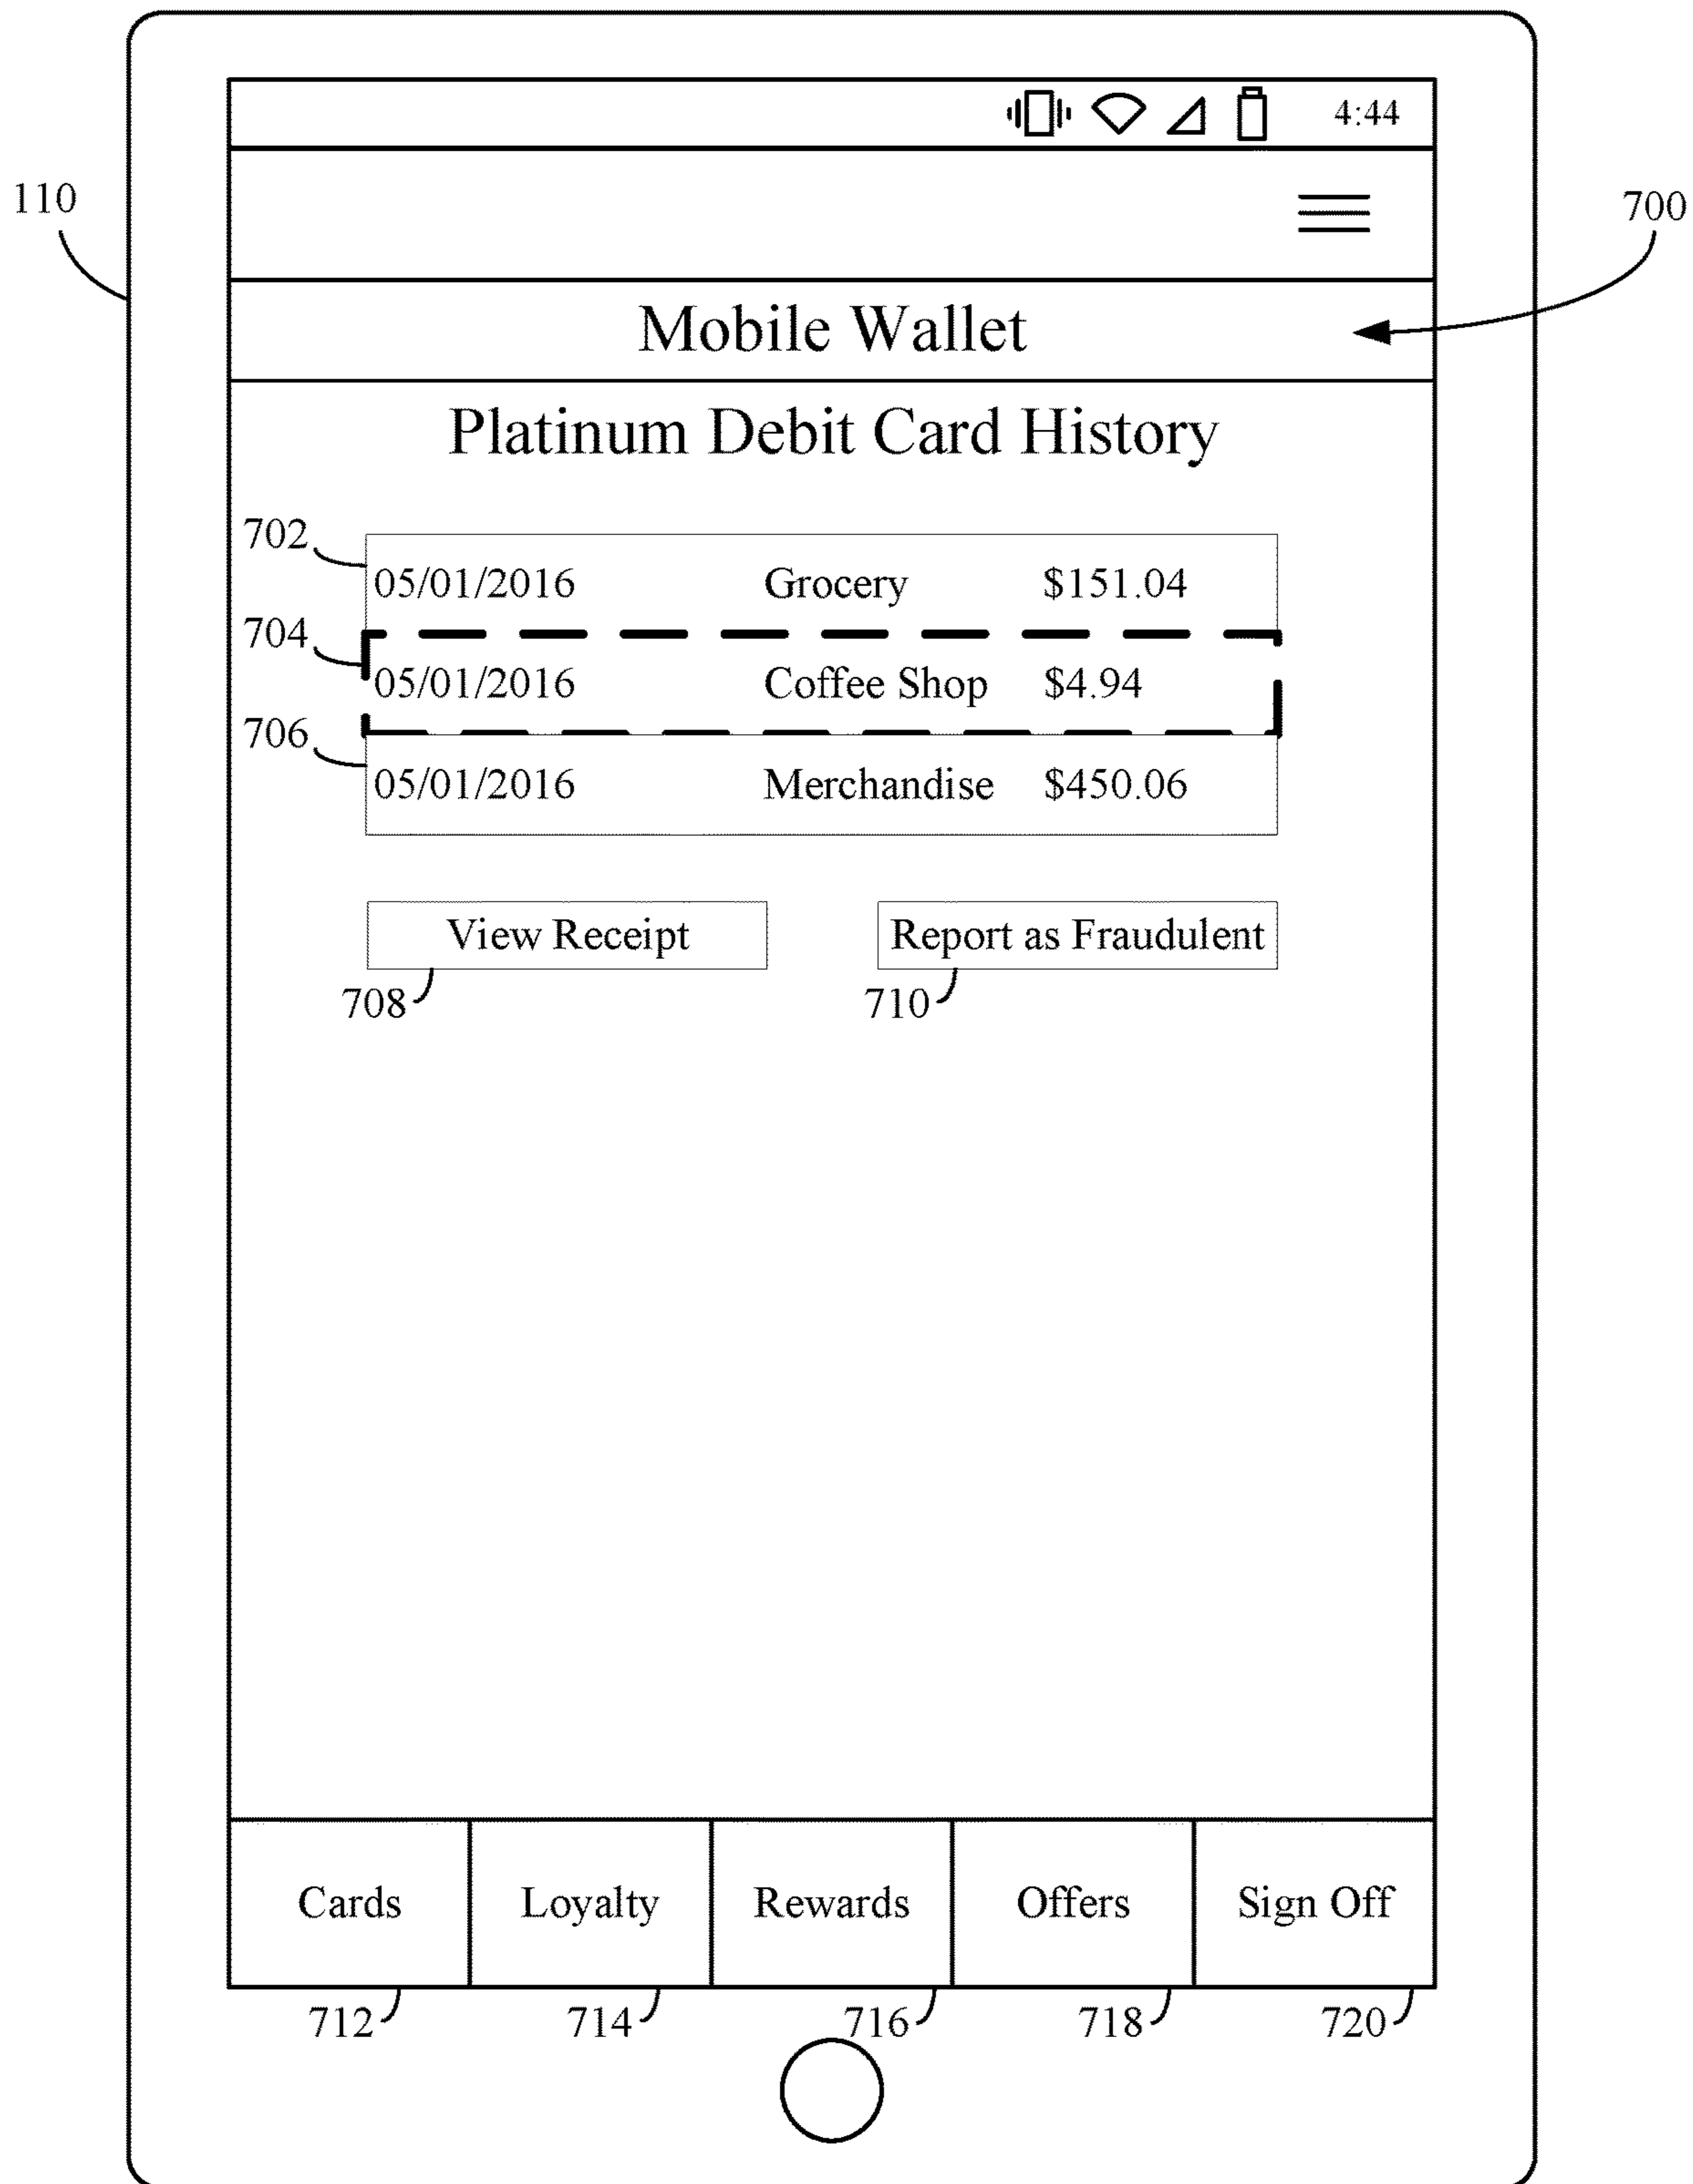 4:44
110
700
Mobile Wallet
Platinum Debit Card History
702
05/01/2016 Grocery $151.04
704
05/01/2016 Coffee Shop $4.94
706
05/01/2016 Merchandise $450.06
View Receipt Report as Fraudulent
708 710
Cards Loyalty Rewards Offers Sign Off
712 714 716 718 720